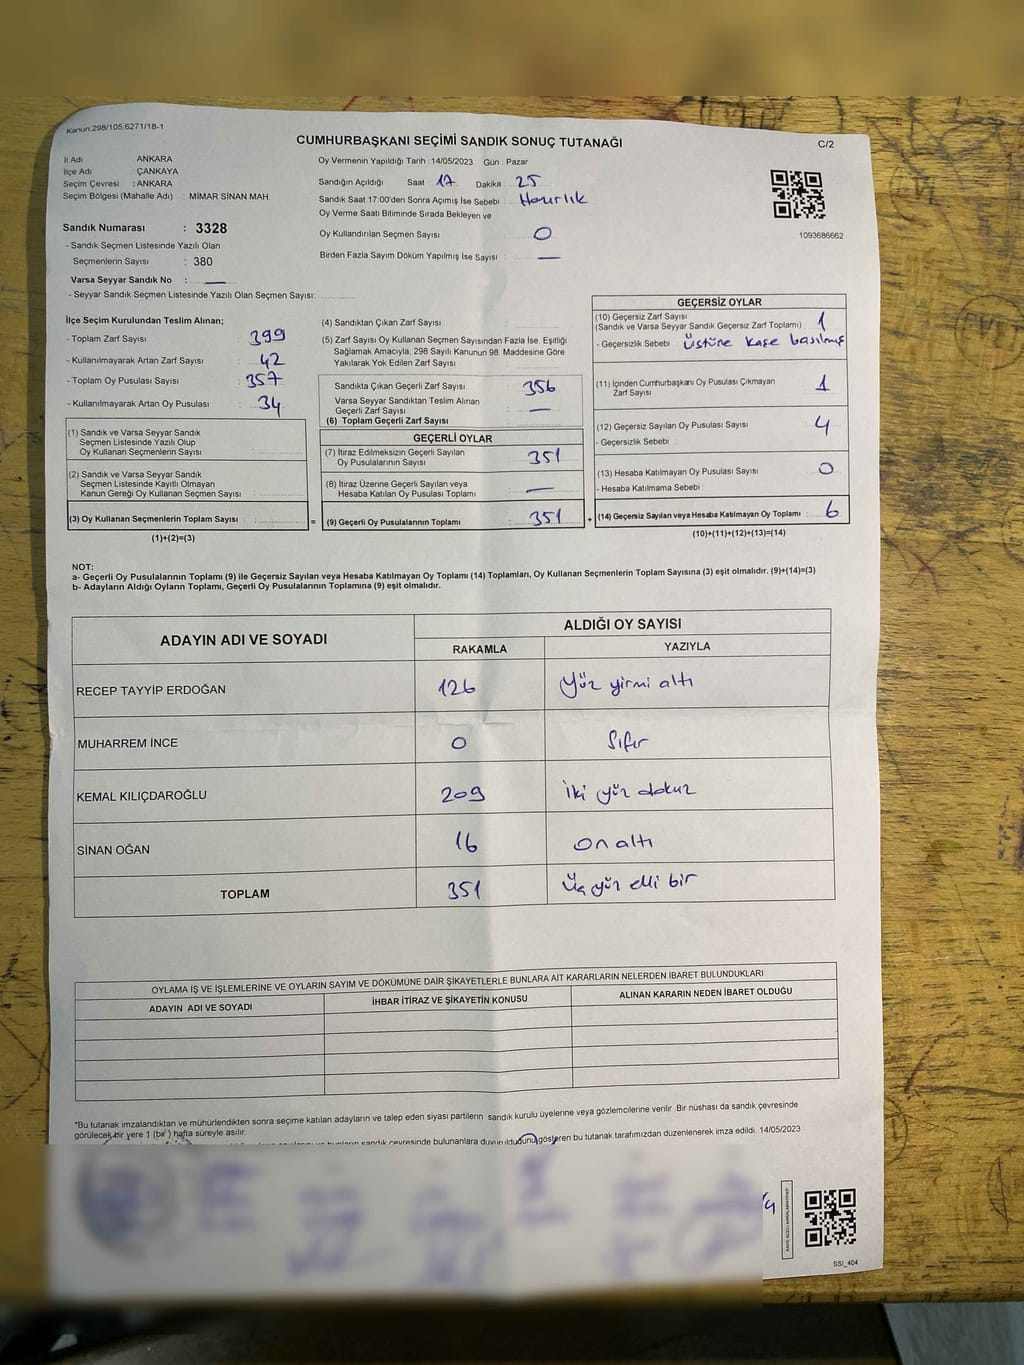 Kanun:298/105;6271/18-1
CUMHURBAŞKANI SEÇİMİ SANDIK SONUÇ TUTANAĞI
C/2
İl Adı ANKARA
İlçe Adı ÇANKAYA
Seçim Çevresi : ANKARA
Seçim Bölgesi (Mahalle Adı) : MİMAR SİNAN MAH.
Oy Vermenin Yapıldığı Tarih : 14/05/2023 Gün : Pazar
Sandığın Açıldığı Saat 17 Dakika : 25
Sandık Saat 17:00'den Sonra Açımış İse Sebebi : Hazırlık
Oy Verme Saati Bitiminde Sırada Bekleyen ve
Oy Kullandırılan Seçmen Sayısı : 0
Birden Fazla Sayım Döküm Yapılmış İse Sayısı : —
1093686662
Sandık Numarası : 3328
- Sandık Seçmen Listesinde Yazılı Olan
Seçmenlerin Sayısı : 380
Varsa Seyyar Sandık No : —
- Seyyar Sandık Seçmen Listesinde Yazılı Olan Seçmen Sayısı:
İlçe Seçim Kurulundan Teslim Alınan;
- Toplam Zarf Sayısı : 399
- Kullanılmayarak Artan Zarf Sayısı : 42
- Toplam Oy Pusulası Sayısı : 357
- Kullanılmayarak Artan Oy Pusulası : 34
(1) Sandık ve Varsa Seyyar Sandık
Seçmen Listesinde Yazılı Olup
Oy Kullanan Seçmenlerin Sayısı :
(2) Sandık ve Varsa Seyyar Sandık
Seçmen Listesinde Kayıtlı Olmayan
Kanun Gereği Oy Kullanan Seçmen Sayısı :
(3) Oy Kullanan Seçmenlerin Toplam Sayısı :
(1)+(2)=(3)
(4) Sandıktan Çıkan Zarf Sayısı :
(5) Zarf Sayısı Oy Kullanan Seçmen Sayısından Fazla İse, Eşitliği
Sağlamak Amacıyla, 298 Sayılı Kanunun 98. Maddesine Göre
Yakılarak Yok Edilen Zarf Sayısı :
Sandıkta Çıkan Geçerli Zarf Sayısı : 356
Varsa Seyyar Sandıktan Teslim Alınan
Geçerli Zarf Sayısı : —
(6) Toplam Geçerli Zarf Sayısı :
GEÇERLİ OYLAR
(7) İtiraz Edilmeksizin Geçerli Sayılan
Oy Pusulalarının Sayısı : 351
(8) İtiraz Üzerine Geçerli Sayılan veya
Hesaba Katılan Oy Pusulası Toplamı : —
= (9) Geçerli Oy Pusulalarının Toplamı : 351
GEÇERSİZ OYLAR
(10) Geçersiz Zarf Sayısı
(Sandık ve Varsa Seyyar Sandık Geçersiz Zarf Toplamı) : 1
- Geçersizlik Sebebi : Üstüne kaşe basılmış
(11) İçinden Cumhurbaşkanı Oy Pusulası Çıkmayan
Zarf Sayısı : 1
(12) Geçersiz Sayılan Oy Pusulası Sayısı : 4
- Geçersizlik Sebebi :
(13) Hesaba Katılmayan Oy Pusulası Sayısı : 0
- Hesaba Katılmama Sebebi :
+ (14) Geçersiz Sayılan veya Hesaba Katılmayan Oy Toplamı : 6
(10)+(11)+(12)+(13)=(14)
NOT:
a- Geçerli Oy Pusulalarının Toplamı (9) ile Geçersiz Sayılan veya Hesaba Katılmayan Oy Toplamı (14) Toplamları, Oy Kullanan Seçmenlerin Toplam Sayısına (3) eşit olmalıdır. (9)+(14)=(3)
b- Adayların Aldığı Oyların Toplamı, Geçerli Oy Pusulalarının Toplamına (9) eşit olmalıdır.
ADAYIN ADI VE SOYADI ALDIĞI OY SAYISI
RAKAMLA YAZIYLA
RECEP TAYYİP ERDOĞAN 126 Yüz yirmi altı
MUHARREM İNCE 0 Sıfır
KEMAL KILIÇDAROĞLU 209 İki yüz dokuz
SİNAN OĞAN 16 On altı
TOPLAM 351 Üç yüz elli bir
OYLAMA İŞ VE İŞLEMLERİNE VE OYLARIN SAYIM VE DÖKÜMÜNE DAİR ŞİKAYETLERLE BUNLARA AİT KARARLARIN NELERDEN İBARET BULUNDUKLARI
ADAYIN ADI VE SOYADI İHBAR İTİRAZ VE ŞİKAYETİN KONUSU ALINAN KARARIN NEDEN İBARET OLDUĞU
*Bu tutanak imzalandıktan ve mühürlendikten sonra seçime katılan adayların ve talep eden siyasi partilerin sandık kurulu üyelerine veya gözlemcilerine verilir. Bir nüshası da sandık çevresinde
görülecek bir yere 1 (bir ) hafta süreyle asılır.
sandık çevresinde bulunanlara duyurulduğunu gösteren bu tutanak tarafımızdan düzenlenerek imza edildi. 14/05/2023
SSI_404